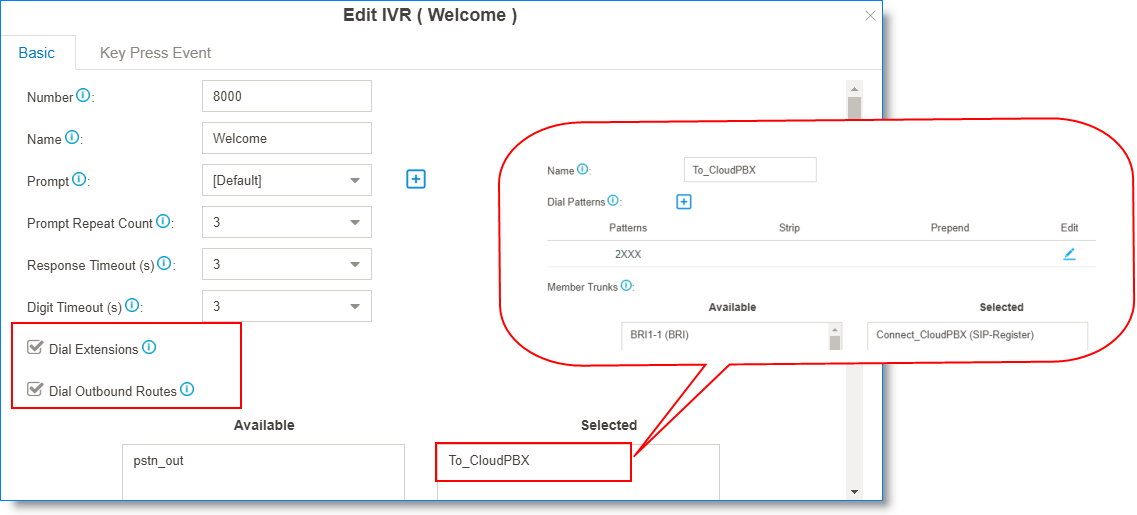 Edit IVR ( Welcome )
Basic
Key Press Event
Number :
8000
Name :
Welcome
Prompt :
[Default]
Prompt Repeat Count :
3
Response Timeout (s) :
3
Digit Timeout (s) :
3
Dial Extensions
Dial Outbound Routes
Available
Selected
pstn_out
To_CloudPBX
Name :
To_CloudPBX
Dial Patterns :
Patterns Strip Prepend Edit
2XXX
Member Trunks :
Available
Selected
BRI1-1 (BRI)
Connect_CloudPBX (SIP-Register)